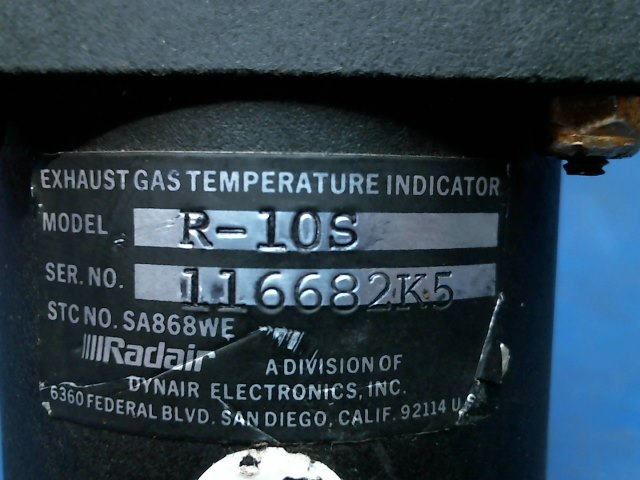 EXHAUST GAS TEMPERATURE INDICATOR
MODEL R-10S
SER. NO. 116682K5
STC NO. SA868WE
Radair
A DIVISION OF
DYNAIR ELECTRONICS, INC.
6360 FEDERAL BLVD. SAN DIEGO, CALIF. 92114 U.S